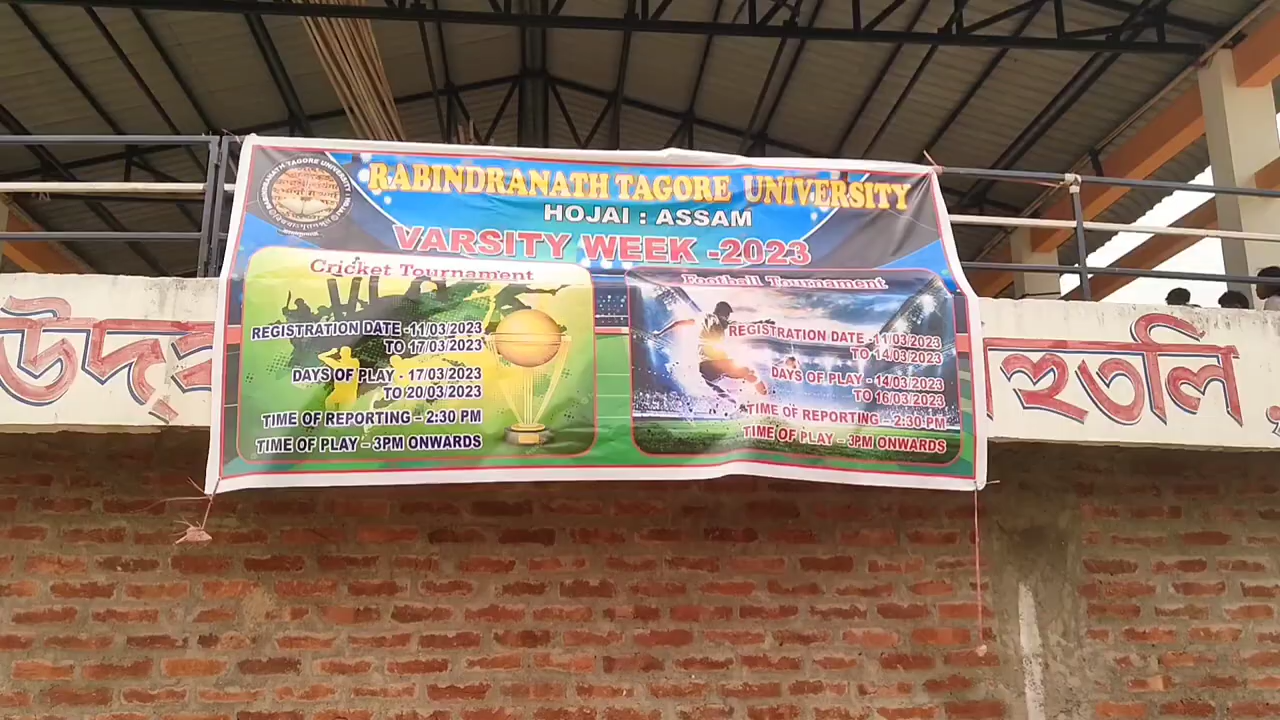 RABINDRANATH TAGORE UNIVERSITY
RABINDRANATH TAGORE UNIVERSITY
HOJAI : ASSAM
VARSITY WEEK -2023
Cricket Tournament
REGISTRATION DATE -11/03/2023
TO 17/03/2023
DAYS OF PLAY - 17/03/2023
TO 20/03/2023
TIME OF REPORTING – 2:30 PM
TIME OF PLAY – 3PM ONWARDS
Football Tournament
REGISTRATION DATE -11/03/2023
TO 14/03/2023
DAYS OF PLAY - 14/03/2023
TO 16/03/2023
TIME OF REPORTING – 2:30 PM
TIME OF PLAY – 3PM ONWARDS